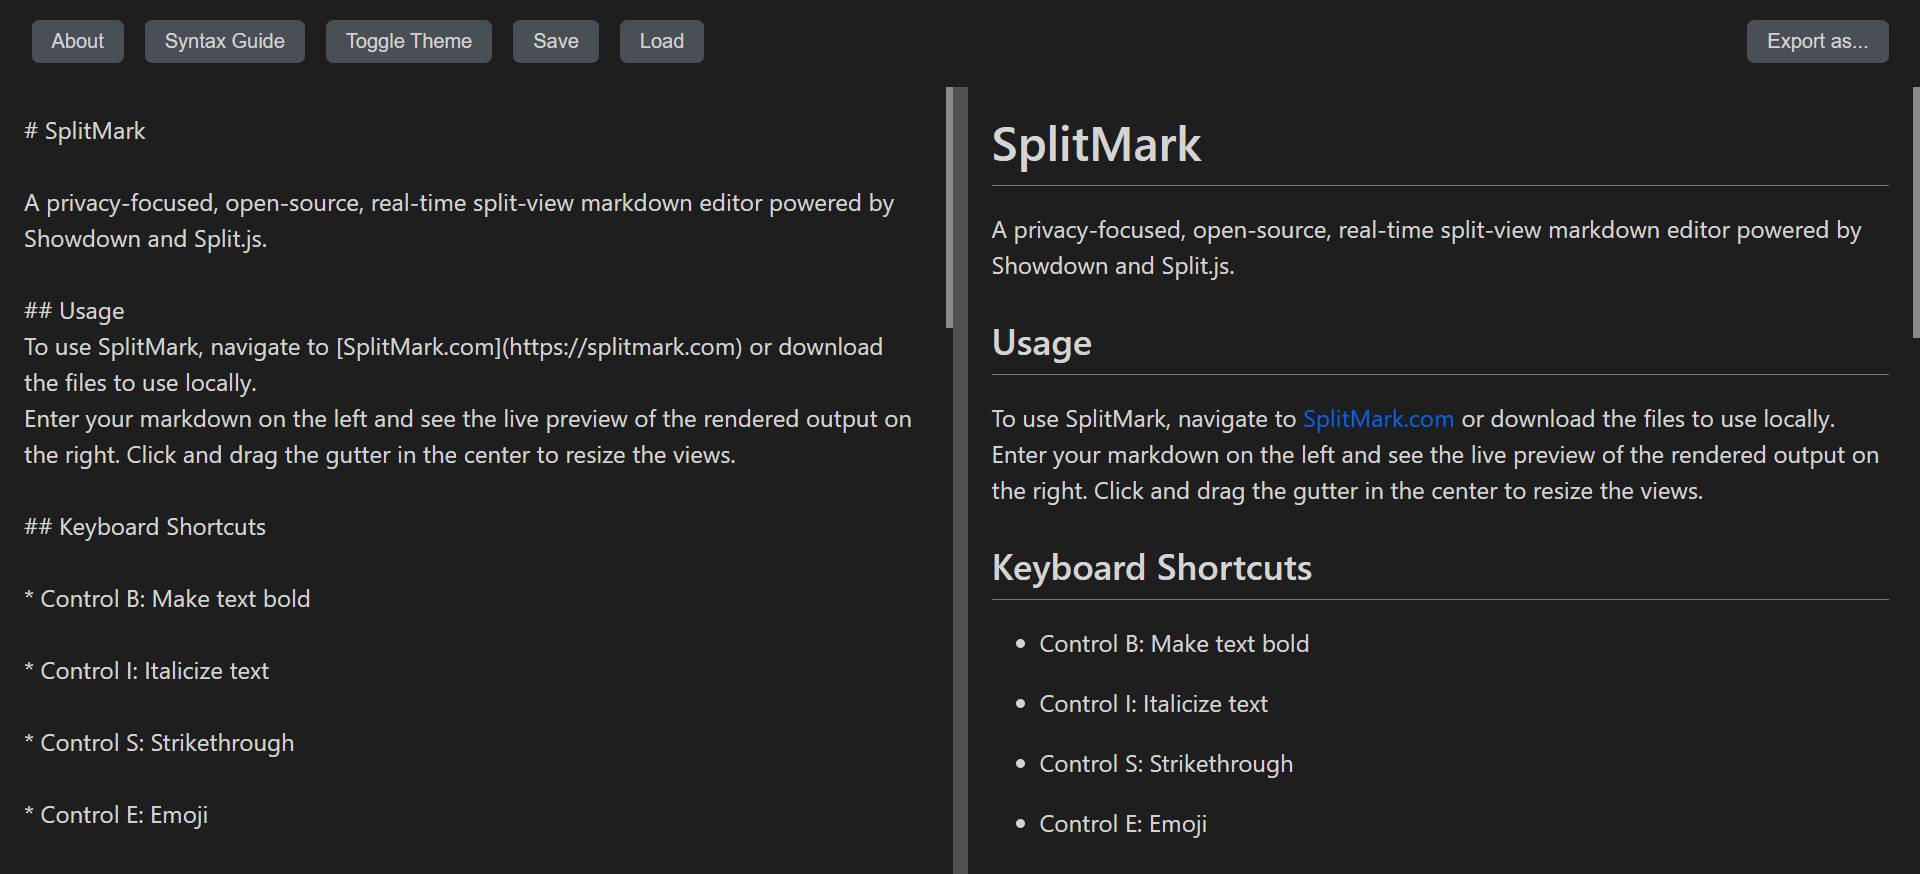 About Syntax Guide Toggle Theme Save Load Export as...
# SplitMark
A privacy-focused, open-source, real-time split-view markdown editor powered by
Showdown and Split.js.
## Usage
To use SplitMark, navigate to [SplitMark.com](https://splitmark.com) or download
the files to use locally.
Enter your markdown on the left and see the live preview of the rendered output on
the right. Click and drag the gutter in the center to resize the views.
## Keyboard Shortcuts
* Control B: Make text bold
* Control I: Italicize text
* Control S: Strikethrough
* Control E: Emoji
SplitMark
A privacy-focused, open-source, real-time split-view markdown editor powered by
Showdown and Split.js.
Usage
To use SplitMark, navigate to SplitMark.com or download the files to use locally.
Enter your markdown on the left and see the live preview of the rendered output on
the right. Click and drag the gutter in the center to resize the views.
Keyboard Shortcuts
• Control B: Make text bold
• Control I: Italicize text
• Control S: Strikethrough
• Control E: Emoji